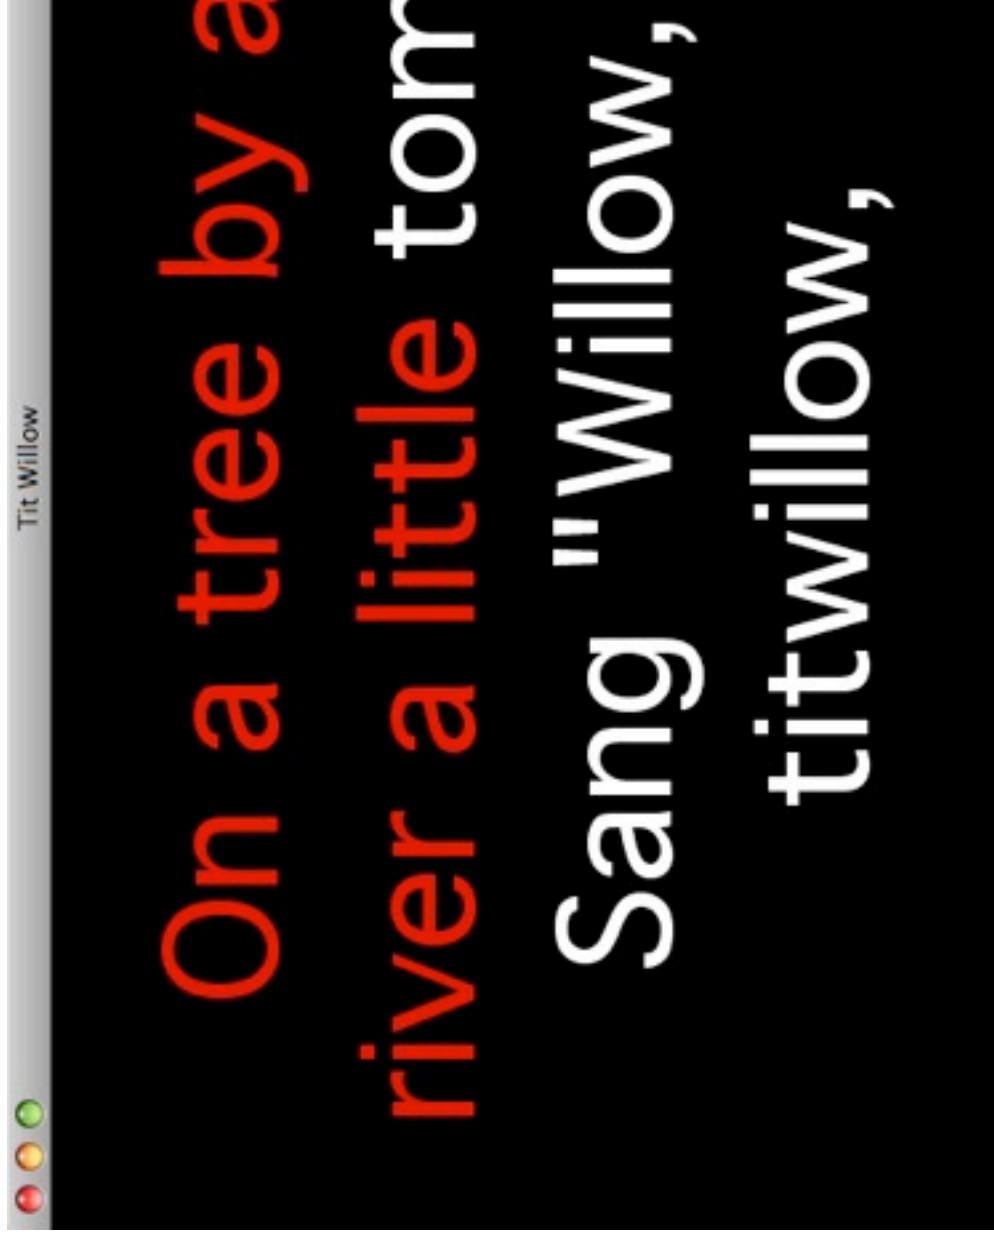 Tit Willow
On a tree by a
river a little tom
Sang "Willow,
titwillow,